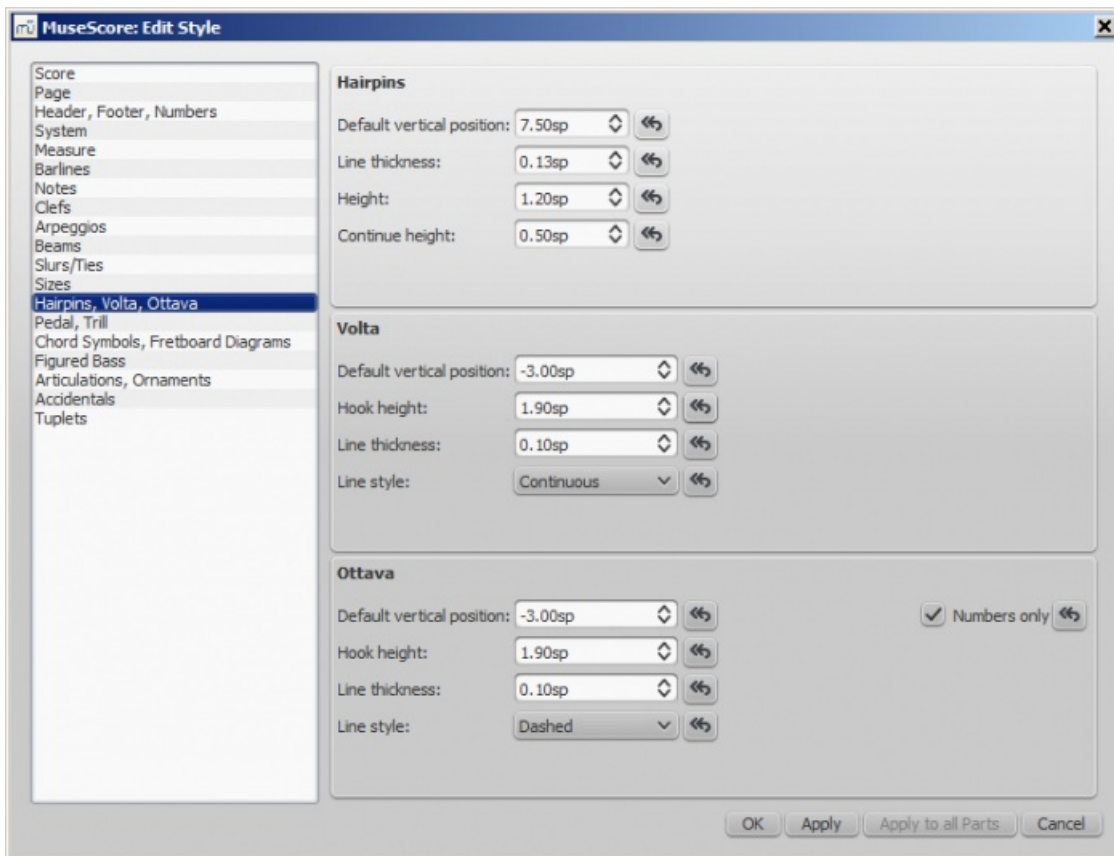 MuseScore: Edit Style
Score
Page
Header, Footer, Numbers
System
Measure
Barlines
Notes
Clefs
Arpeggios
Beams
Slurs/Ties
Sizes
Hairpins, Volta, Ottava
Pedal, Trill
Chord Symbols, Fretboard Diagrams
Figured Bass
Articulations, Ornaments
Accidentals
Tuplets
Hairpins
Default vertical position: 7.50sp
Line thickness: 0.13sp
Height: 1.20sp
Continue height: 0.50sp
Volta
Default vertical position: -3.00sp
Hook height: 1.90sp
Line thickness: 0.10sp
Line style: Continuous
Ottava
Default vertical position: -3.00sp Numbers only
Hook height: 1.90sp
Line thickness: 0.10sp
Line style: Dashed
OK Apply Apply to all Parts Cancel